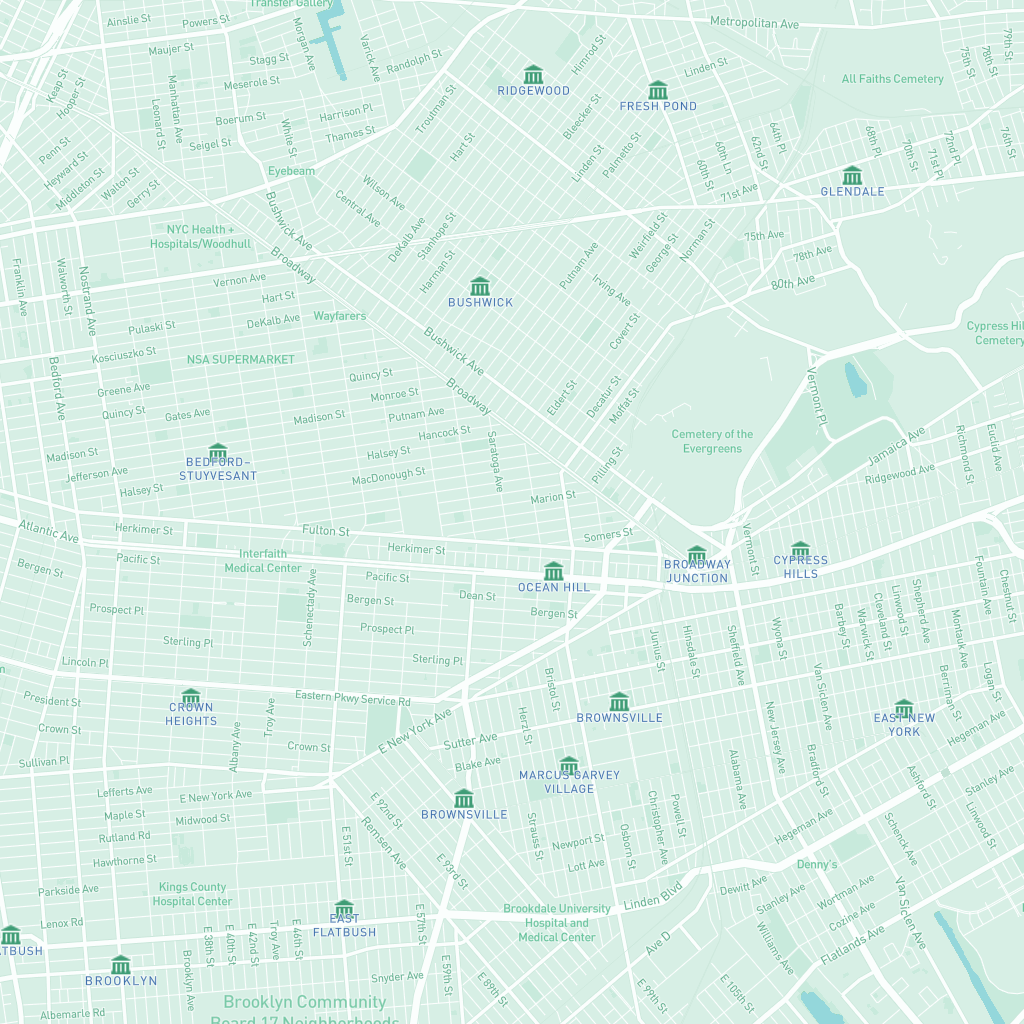 Transfer Gallery
Ainslie St
Powers St
Metropolitan Ave
Maujer St
Stagg St
Morgan Ave
Varick Ave
Randolph St
Himrod St
Linden St
75th St
78th St
79th St
All Faiths Cemetery
Keap St
Hooper St
Manhattan Ave
Leonard St
Meserole St
RIDGEWOOD
FRESH POND
Boerum St
Harrison Pl
Thames St
Troutman St
Bleecker St
Penn St
Seigel St
White St
Hart St
Linden St
Palmetto St
60th St
60th Ln
62nd St
64th Pl
68th Pl
70th St
71st Pl
72nd Pl
76th St
Heyward St
Middleton St
Walton St
Gerry St
Eyebeam
Wilson Ave
Central Ave
71st Ave
GLENDALE
NYC Health +
Hospitals/Woodhull
Bushwick Ave
DeKalb Ave
Stanhope St
Harman St
Weirfield St
George St
Norman St
75th Ave
78th Ave
80th Ave
Franklin Ave
Walworth St
Nostrand Ave
Broadway
Vernon Ave
Hart St
Putnam Ave
Irving Ave
BUSHWICK
Pulaski St
DeKalb Ave
Wayfarers
Covert St
Cypress Hil
Cemetery
Kosciuszko St
NSA SUPERMARKET
Bushwick Ave
Bedford Ave
Greene Ave
Quincy St
Monroe St
Broadway
Eldert St
Decatur St
Moffat St
Vermont Pl
Quincy St
Gates Ave
Madison St
Putnam Ave
Hancock St
Saratoga Ave
Cemetery of the
Evergreens
Jamaica Ave
Richmond St
Euclid Ave
Madison St
Jefferson Ave
BEDFORD-
STUYVESANT
Halsey St
MacDonough St
Pilling St
Ridgewood Ave
Halsey St
Marion St
Atlantic Ave
Herkimer St
Fulton St
Somers St
Vermont St
Herkimer St
Interfaith
Medical Center
Pacific St
BROADWAY
JUNCTION
CYPRESS
HILLS
Bergen St
Pacific St
OCEAN HILL
Fountain Ave
Chestnut St
Schenectady Ave
Bergen St
Dean St
Bergen St
Prospect Pl
Prospect Pl
Sterling Pl
Junius St
Hinsdale St
Sheffield Ave
Wyona St
Barbey St
Warwick St
Cleveland St
Linwood St
Shepherd Ave
Montauk Ave
Lincoln Pl
Sterling Pl
Bristol St
Van Siclen Ave
Berriman St
Logan St
President St
Eastern Pkwy Service Rd
CROWN
HEIGHTS
Crown St
Albany Ave
Troy Ave
Crown St
E New York Ave
Herzl St
BROWNSVILLE
New Jersey Ave
EAST NEW
YORK
Hegeman Ave
Sutter Ave
Blake Ave
Sullivan Pl
MARCUS GARVEY
VILLAGE
Alabama Ave
Bradford St
Ashford St
Stanley Ave
Lefferts Ave
E New York Ave
Maple St
Midwood St
Rutland Rd
E 92nd St
Remsen Ave
BROWNSVILLE
Strauss St
Christopher Ave
Powell St
Osborn St
Linwood St
Schenck Ave
Hegeman Ave
E 51st St
Newport St
Hawthorne St
E 93rd St
Lott Ave
Denny's
Parkside Ave
Kings County
Hospital Center
Linden Blvd
Dewitt Ave
Stanley Ave
Wortman Ave
Cozine Ave
Van Siclen Ave
Brookdale University
Hospital and
Medical Center
Lenox Rd
EAST
FLATBUSH
E 38th St
E 40th St
E 42nd St
Troy Ave
E 46th St
E 57th St
Ave D
Williams Ave
Flatlands Ave
ATBUSH
BROOKLYN
Brooklyn Ave
Snyder Ave
E 59th St
E 89th St
E 99th St
E 105th St
Albemarle Rd
Brooklyn Community
Board 17 Neighborhoods